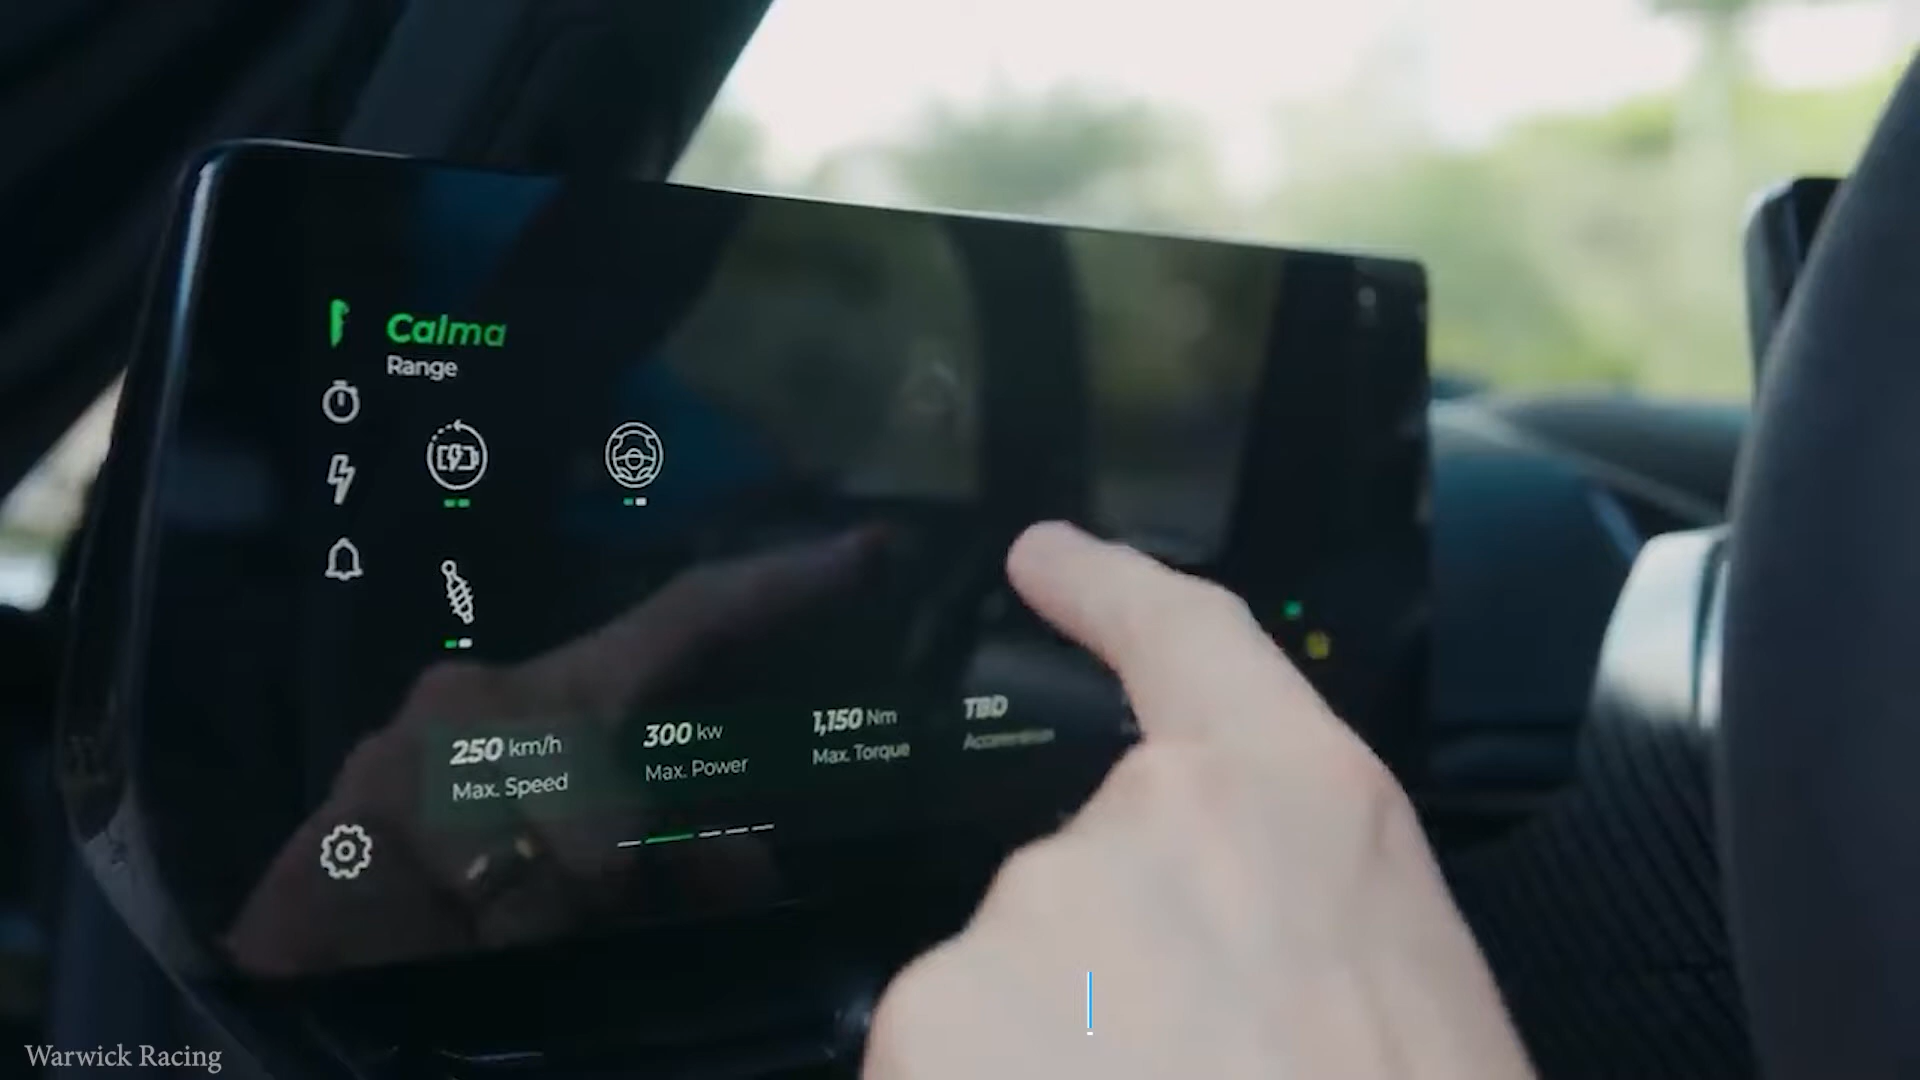 Calma
Range
250 km/h
Max. Speed
300 kw
Max. Power
1,150 Nm
Max. Torque
TBD
Acceleration
Warwick Racing